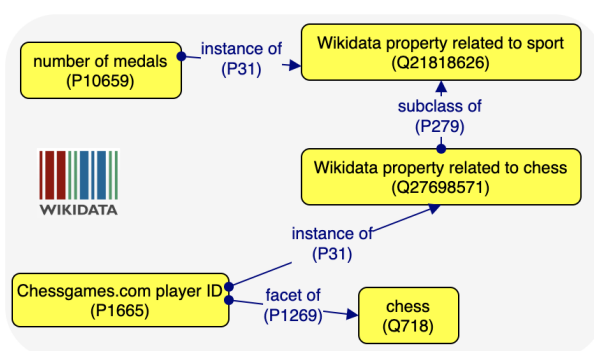 number of medals
(P10659)
instance of
(P31)
Wikidata property related to sport
(Q21818626)
subclass of
(P279)
Wikidata property related to chess
(Q27698571)
WIKIDATA
instance of
(P31)
Chessgames.com player ID
(P1665)
facet of
(P1269)
chess
(Q718)